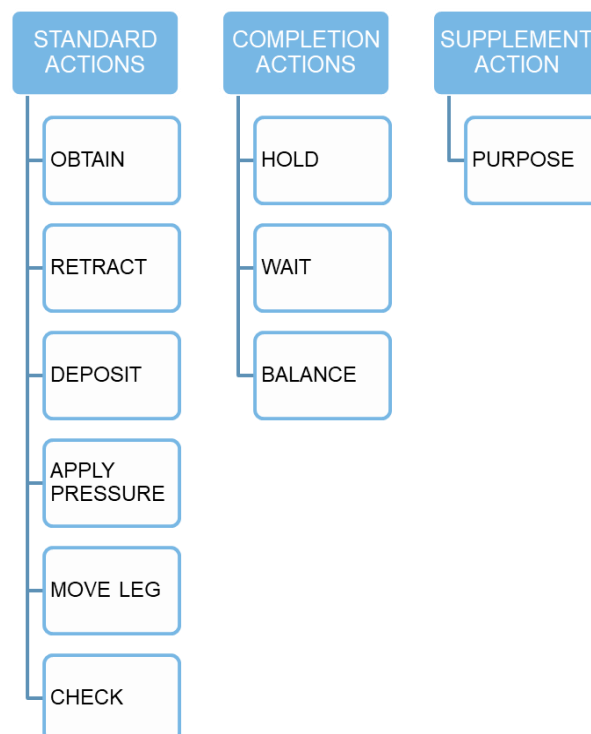 STANDARD
ACTIONS
OBTAIN
RETRACT
DEPOSIT
APPLY
PRESSURE
MOVE LEG
CHECK
COMPLETION
ACTIONS
HOLD
WAIT
BALANCE
SUPPLEMENT
ACTION
PURPOSE